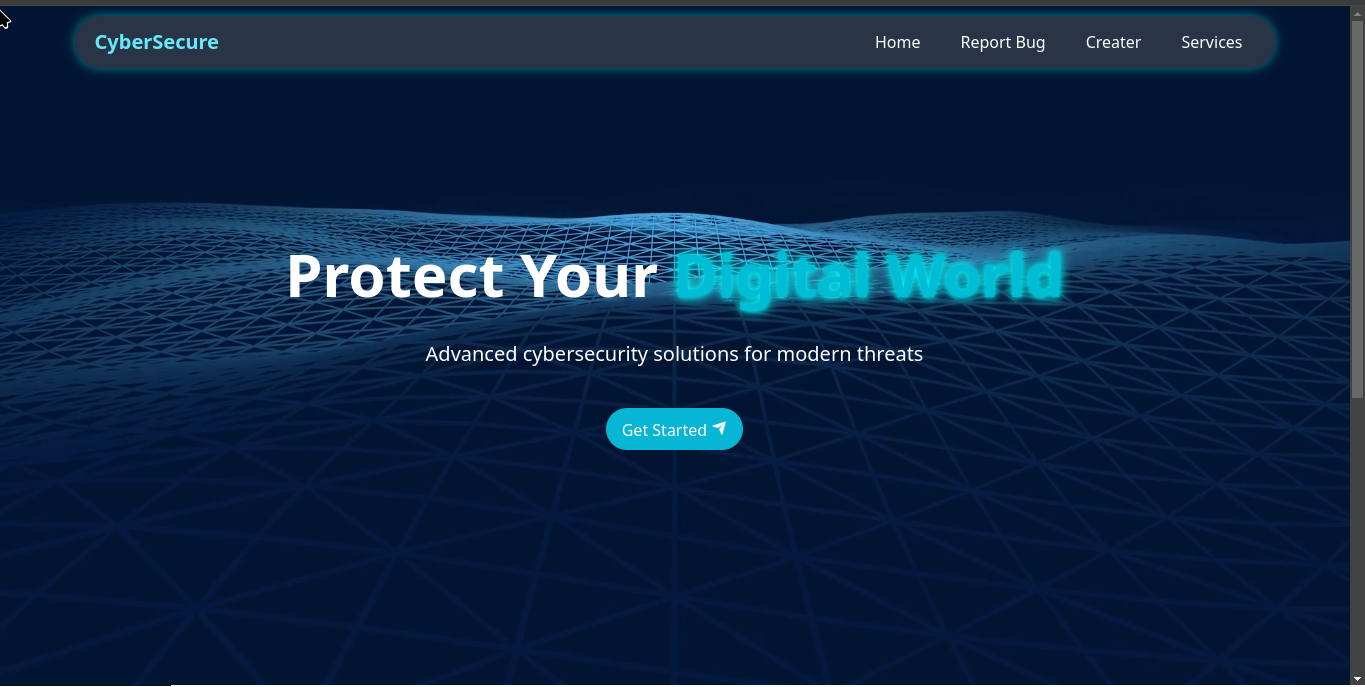 CyberSecure
Home Report Bug Creater Services
Protect Your Digital World
Advanced cybersecurity solutions for modern threats
Get Started